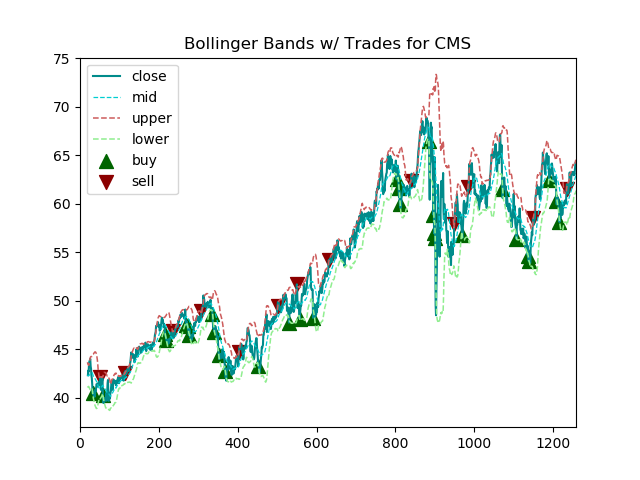 Bollinger Bands w/ Trades for CMS
75
70
65
60
55
50
45
40
close
mid
upper
lower
buy
sell
0 200 400 600 800 1000 1200